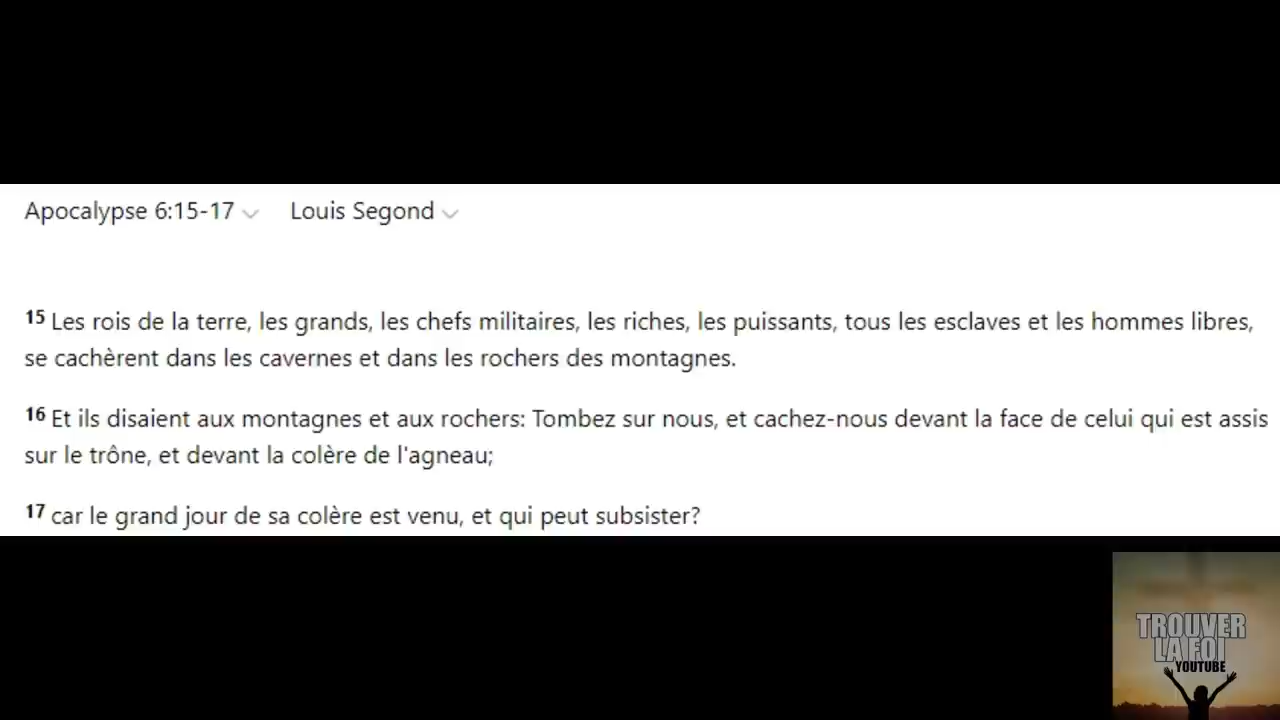 Apocalypse 6:15-17 Louis Segond
15 Les rois de la terre, les grands, les chefs militaires, les riches, les puissants, tous les esclaves et les hommes libres,
se cachèrent dans les cavernes et dans les rochers des montagnes.
16 Et ils disaient aux montagnes et aux rochers: Tombez sur nous, et cachez-nous devant la face de celui qui est assis
sur le trône, et devant la colère de l'agneau;
17 car le grand jour de sa colère est venu, et qui peut subsister?
TROUVER
LA FOI
YOUTUBE